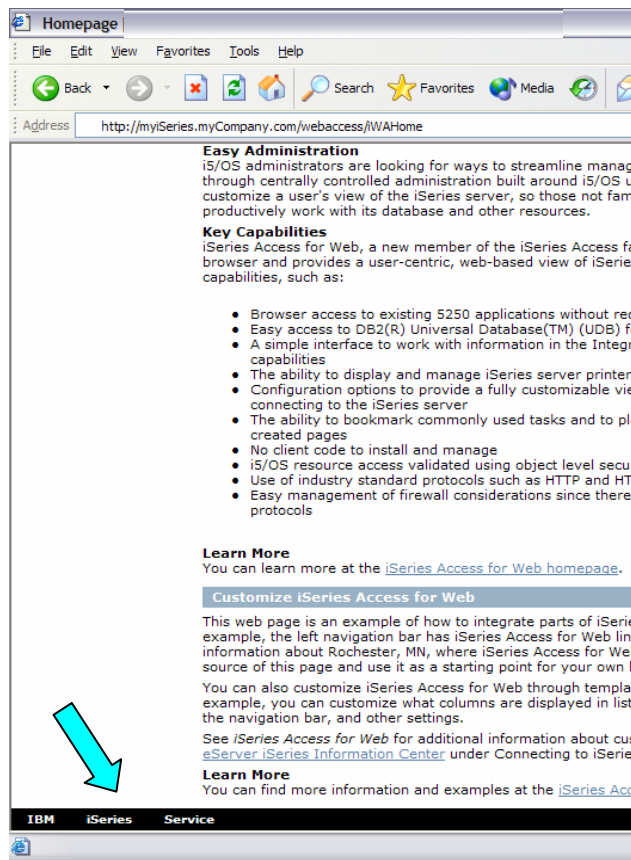 Homepage
File Edit View Favorites Tools Help
Back Search Favorites Media
Address http://myiSeries.myCompany.com/webaccess/iWAHome
Easy Administration
i5/OS administrators are looking for ways to streamline manag
through centrally controlled administration built around i5/OS u
customize a user's view of the iSeries server, so those not fam
productively work with its database and other resources.
Key Capabilities
iSeries Access for Web, a new member of the iSeries Access fa
browser and provides a user-centric, web-based view of iSerie
capabilities, such as:
• Browser access to existing 5250 applications without rec
• Easy access to DB2(R) Universal Database(TM) (UDB) f
• A simple interface to work with information in the Integr
capabilities
• The ability to display and manage iSeries server printer
• Configuration options to provide a fully customizable vie
connecting to the iSeries server
• The ability to bookmark commonly used tasks and to pla
created pages
• No client code to install and manage
• i5/OS resource access validated using object level secu
• Use of industry standard protocols such as HTTP and HT
• Easy management of firewall considerations since there
protocols
Learn More
You can learn more at the iSeries Access for Web homepage.
Customize iSeries Access for Web
This web page is an example of how to integrate parts of iSerie
example, the left navigation bar has iSeries Access for Web lin
information about Rochester, MN, where iSeries Access for We
source of this page and use it as a starting point for your own
You can also customize iSeries Access for Web through templa
example, you can customize what columns are displayed in list
the navigation bar, and other settings.
See iSeries Access for Web for additional information about cus
eServer iSeries Information Center under Connecting to iSerie
Learn More
You can find more information and examples at the iSeries Acc
IBM iSeries Service